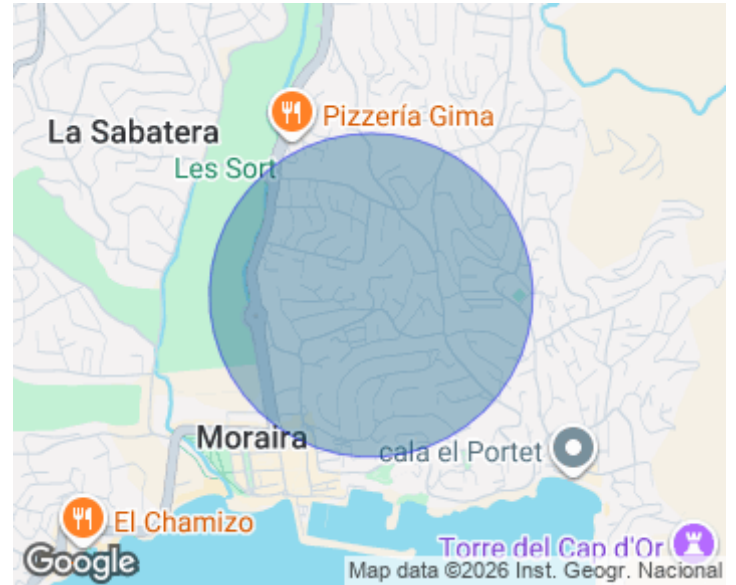 Pizzería Gima
La Sabatera
Les Sort
Moraira
cala el Portet
El Chamizo
Torre del Cap d'Or
Google
Map data ©2026 Inst. Geogr. Nacional